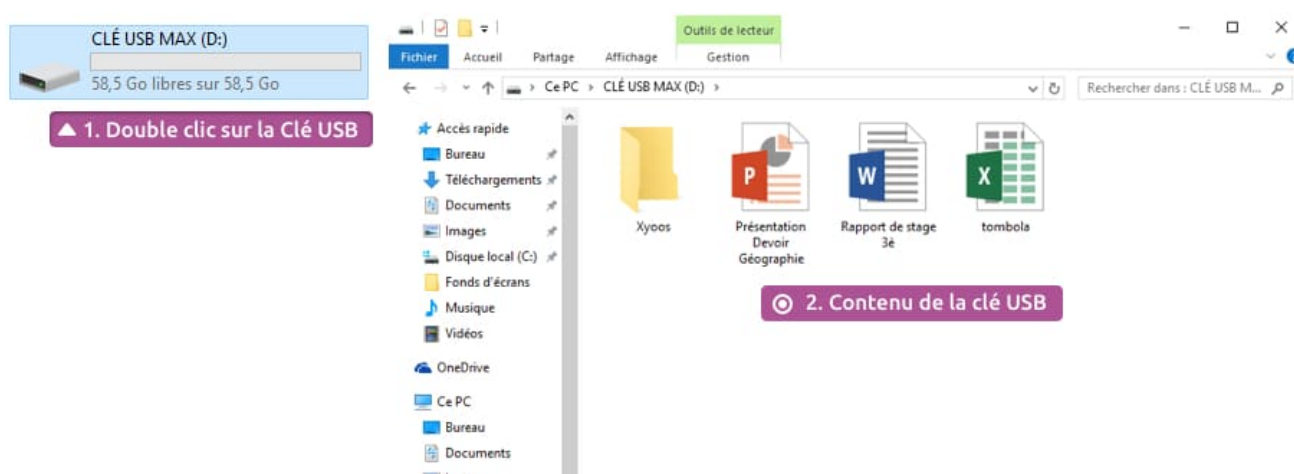 CLÉ USB MAX (D:)
58,5 Go libres sur 58,5 Go
1. Double clic sur la Clé USB
Outils de lecteur
Fichier Accueil Partage Affichage Gestion
Ce PC > CLÉ USB MAX (D:) >
Rechercher dans : CLÉ USB M...
Accès rapide
Bureau
Téléchargements
Documents
Images
Disque local (C:)
Fonds d'écrans
Musique
Vidéos
OneDrive
Ce PC
Bureau
Documents
Xyoos
Présentation
Devoir
Géographie
Rapport de stage
3è
tombola
2. Contenu de la clé USB